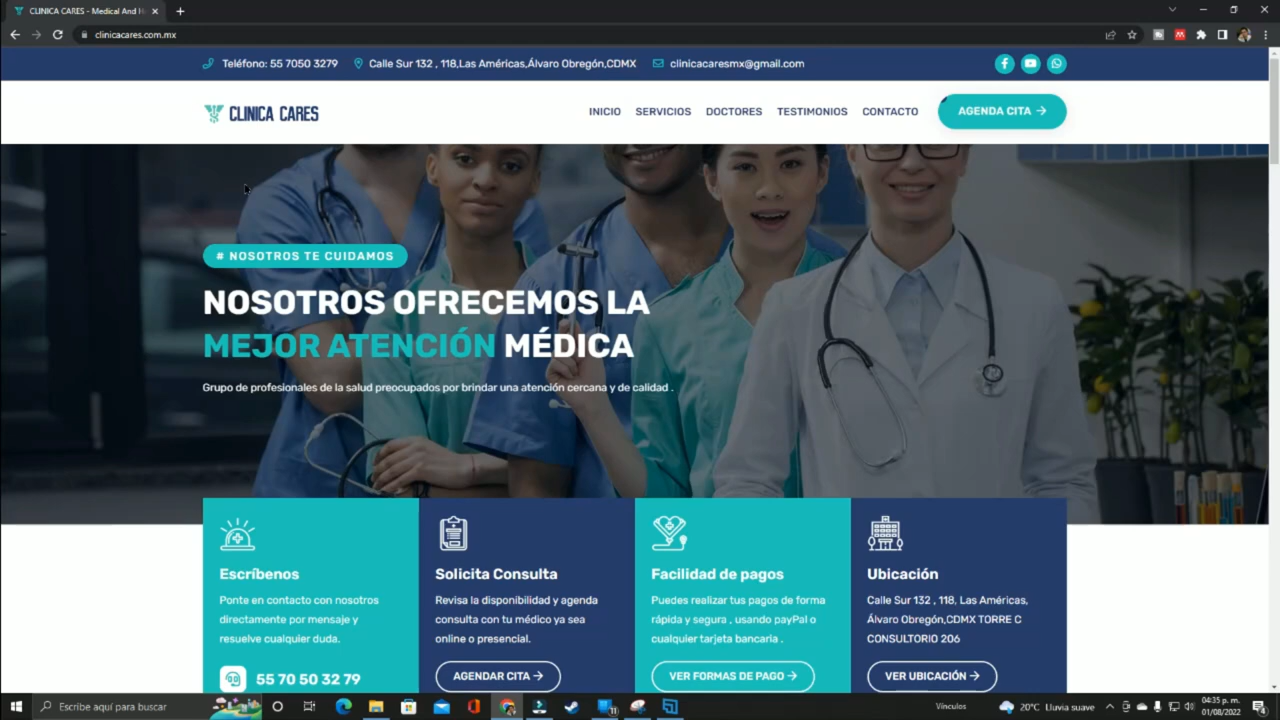 CLINICA CARES - Medical And H
clinicacares.com.mx
Teléfono: 55 7050 3279
Calle Sur 132 , 118,Las Américas,Álvaro Obregón,CDMX
clinicacaresmx@gmail.com
CLINICA CARES
INICIO
SERVICIOS
DOCTORES
TESTIMONIOS
CONTACTO
AGENDA CITA
# NOSOTROS TE CUIDAMOS
NOSOTROS OFRECEMOS LA
MEJOR ATENCIÓN MÉDICA
Grupo de profesionales de la salud preocupados por brindar una atención cercana y de calidad .
Escríbenos
Ponte en contacto con nosotros
directamente por mensaje y
resuelve cualquier duda.
55 70 50 32 79
Solicita Consulta
Revisa la disponibilidad y agenda
consulta con tu médico ya sea
online o presencial.
AGENDAR CITA
Facilidad de pagos
Puedes realizar tus pagos de forma
rápida y segura , usando payPal o
cualquier tarjeta bancaria .
VER FORMAS DE PAGO
Ubicación
Calle Sur 132 , 118, Las Américas,
Álvaro Obregón,CDMX TORRE C
CONSULTORIO 206
VER UBICACIÓN
Escribe aquí para buscar
Vínculos
20°C Lluvia suave
04:35 p. m.
01/08/2022